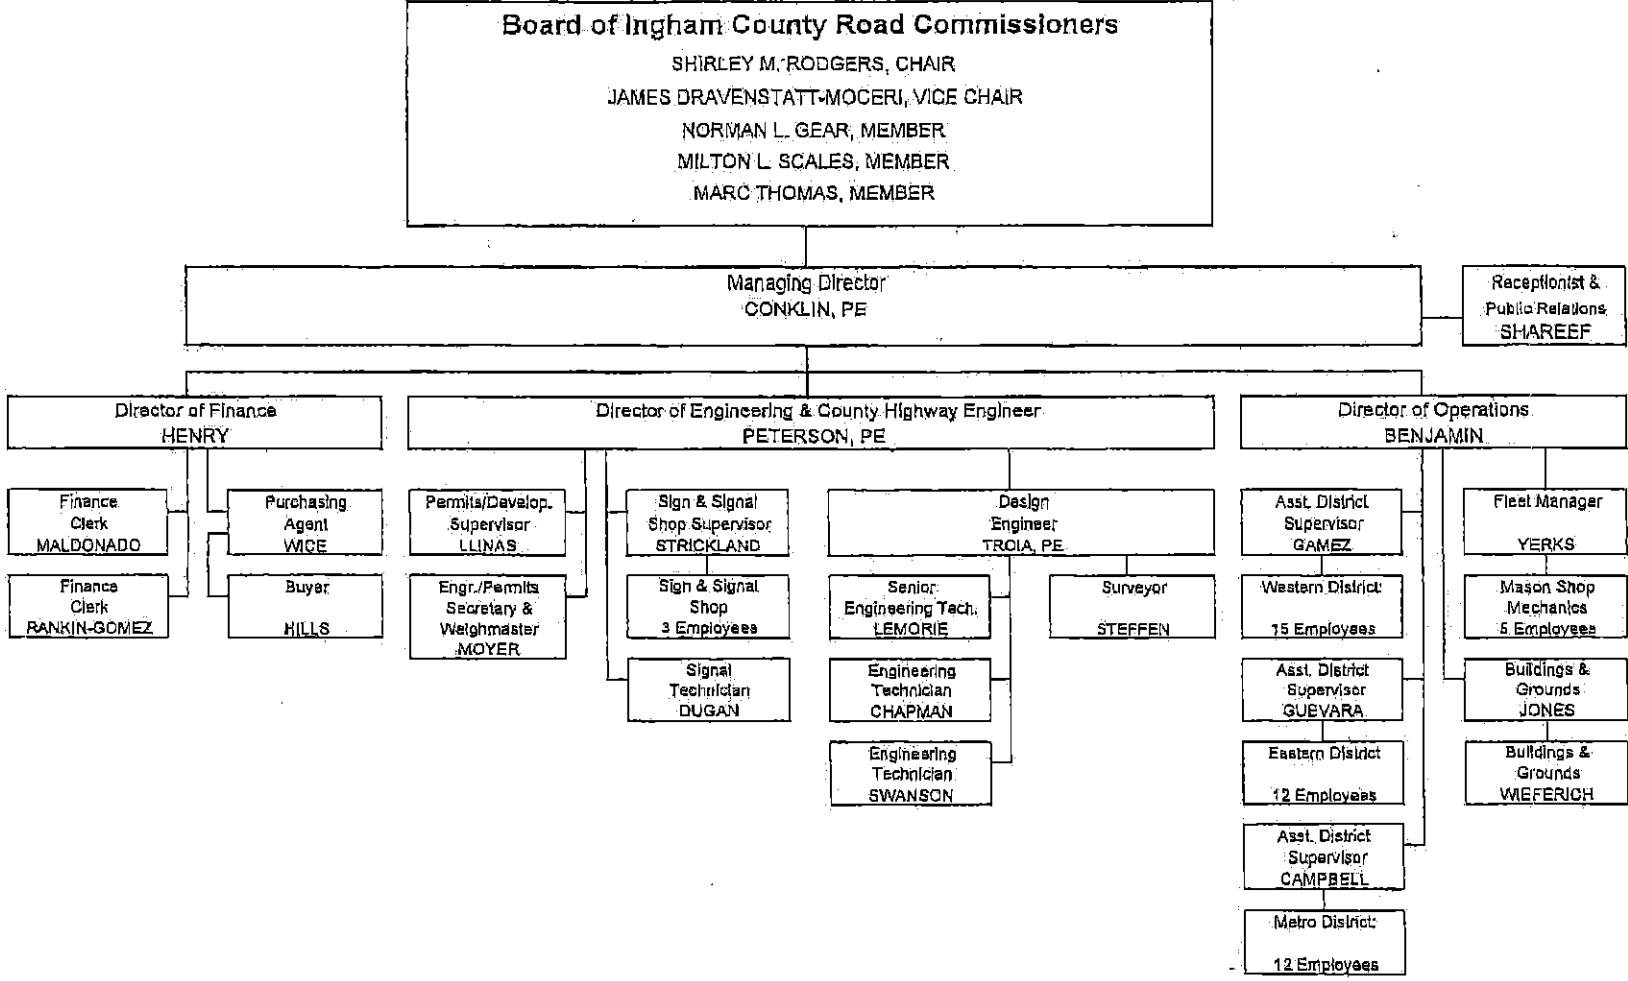 Board of Ingham County Road Commissioners
SHIRLEY M. RODGERS, CHAIR
JAMES DRAVENSTATT-MOCERI, VICE CHAIR
NORMAN L. GEAR, MEMBER
MILTON L. SCALES, MEMBER
MARC THOMAS, MEMBER
Managing Director
CONKLIN, PE
Receptionist &
Public Relations
SHAREEF
Director of Finance
HENRY
Director of Engineering & County Highway Engineer
PETERSON, PE
Director of Operations
BENJAMIN
Finance
Clerk
MALDONADO
Purchasing
Agent
WICE
Finance
Clerk
RANKIN-GOMEZ
Buyer
HILLS
Permits/Develop.
Supervisor
LLINAS
Sign & Signal
Shop Supervisor
STRICKLAND
Engr./Permits
Secretary &
Weighmaster
MOYER
Sign & Signal
Shop
3 Employees
Signal
Technician
DUGAN
Design
Engineer
TROIA, PE
Senior
Engineering Tech.
LEMORIE
Surveyor
STEFFEN
Engineering
Technician
CHAPMAN
Engineering
Technician
SWANSON
Asst. District
Supervisor
GAMEZ
Fleet Manager
YERKS
Western District
15 Employees
Mason Shop
Mechanics
5 Employees
Asst. District
Supervisor
GUEVARA
Buildings &
Grounds
JONES
Eastern District
12 Employees
Buildings &
Grounds
WIEFERICH
Asst. District
Supervisor
CAMPBELL
Metro District
12 Employees